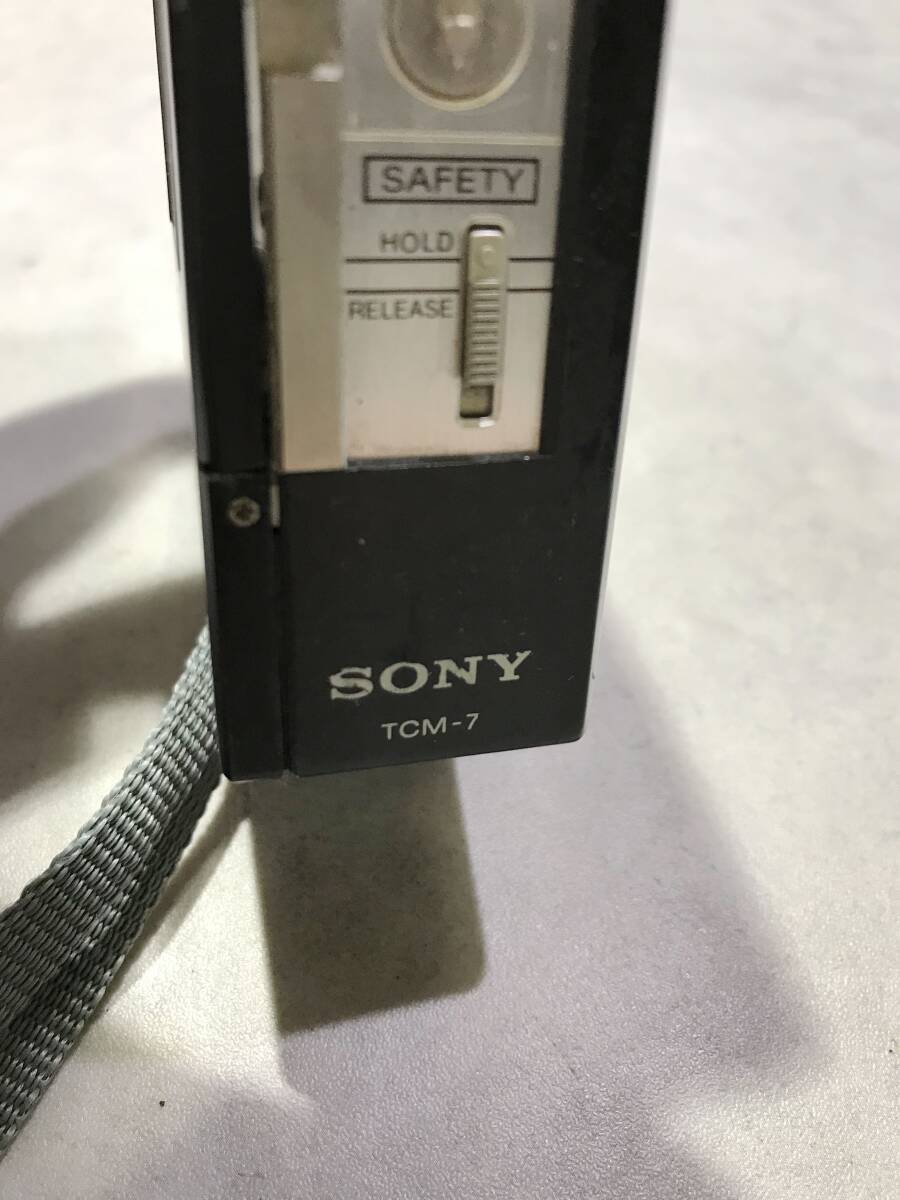 SAFETY
HOLD
RELEASE
SONY
TCM-7